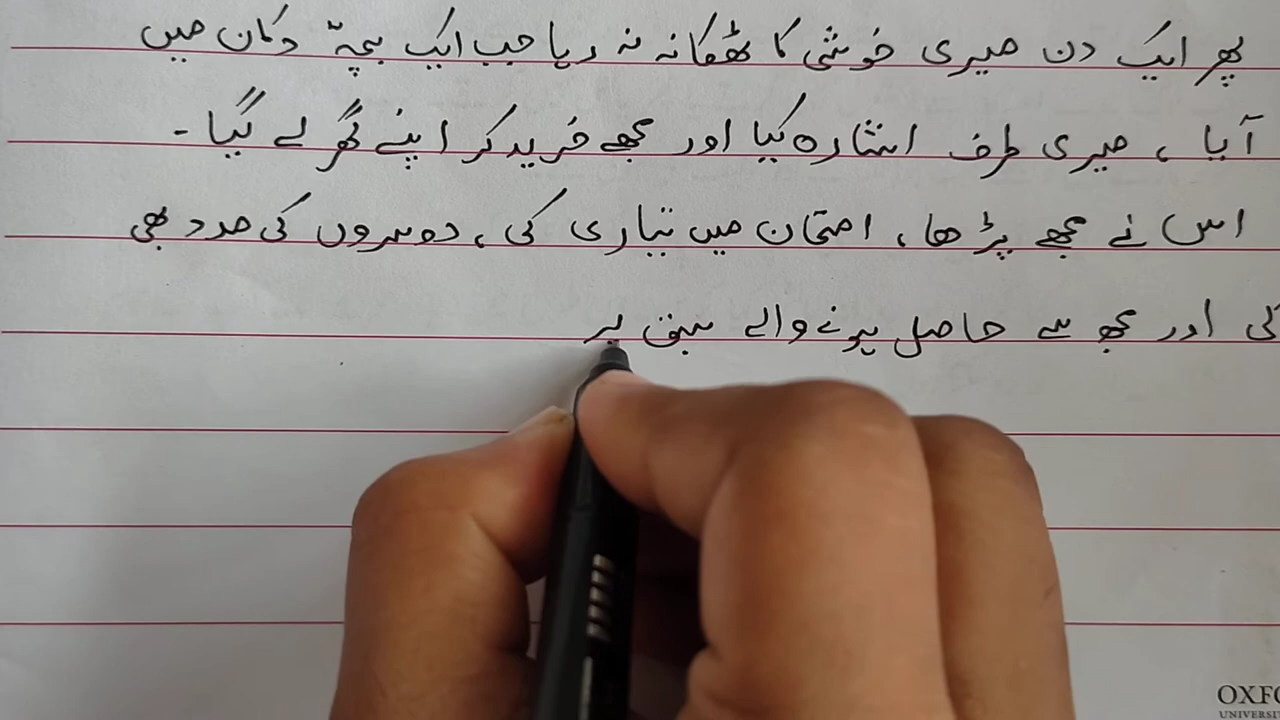 پھر ایک دن میری خوشی کا ٹھکانہ نہ رہا جب ایک بچہّ دکان میں
آیا ، میری طرف اشارہ کیا اور مجھے خرید کر اپنے گھر لے گیا -
اس نے مجھے پڑھا، امتحان میں تیاری کی ، دوسروں کی مدد بھی
کی اور مجھ سے حاصل ہونے والے سبق پر